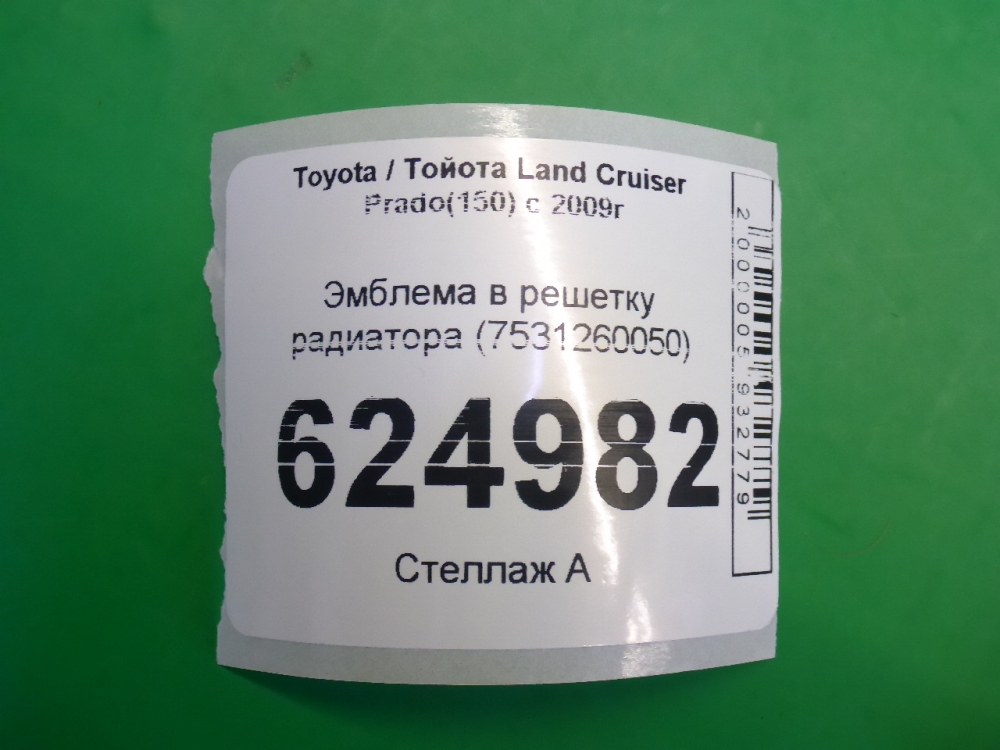 Toyota / Тойота Land Cruiser
Prado(150) с 2009г
Эмблема в решетку
радиатора (7531260050)
624982
Стеллаж А
2000005932779